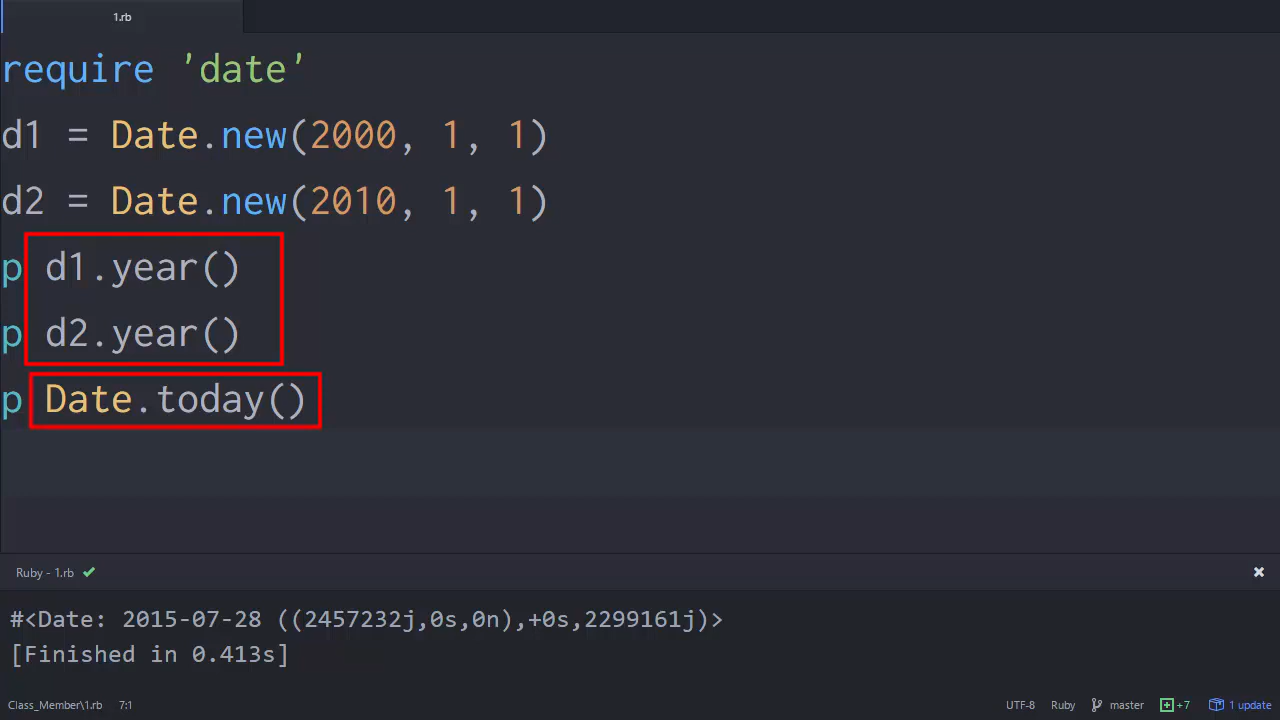 1.rb
require 'date'
d1 = Date.new(2000, 1, 1)
d2 = Date.new(2010, 1, 1)
p d1.year()
p d2.year()
p Date.today()
Ruby - 1.rb
#<Date: 2015-07-28 ((2457232j,0s,0n),+0s,2299161j)>
[Finished in 0.413s]
Class_Member\1.rb 7:1 UTF-8 Ruby master +7 1 update